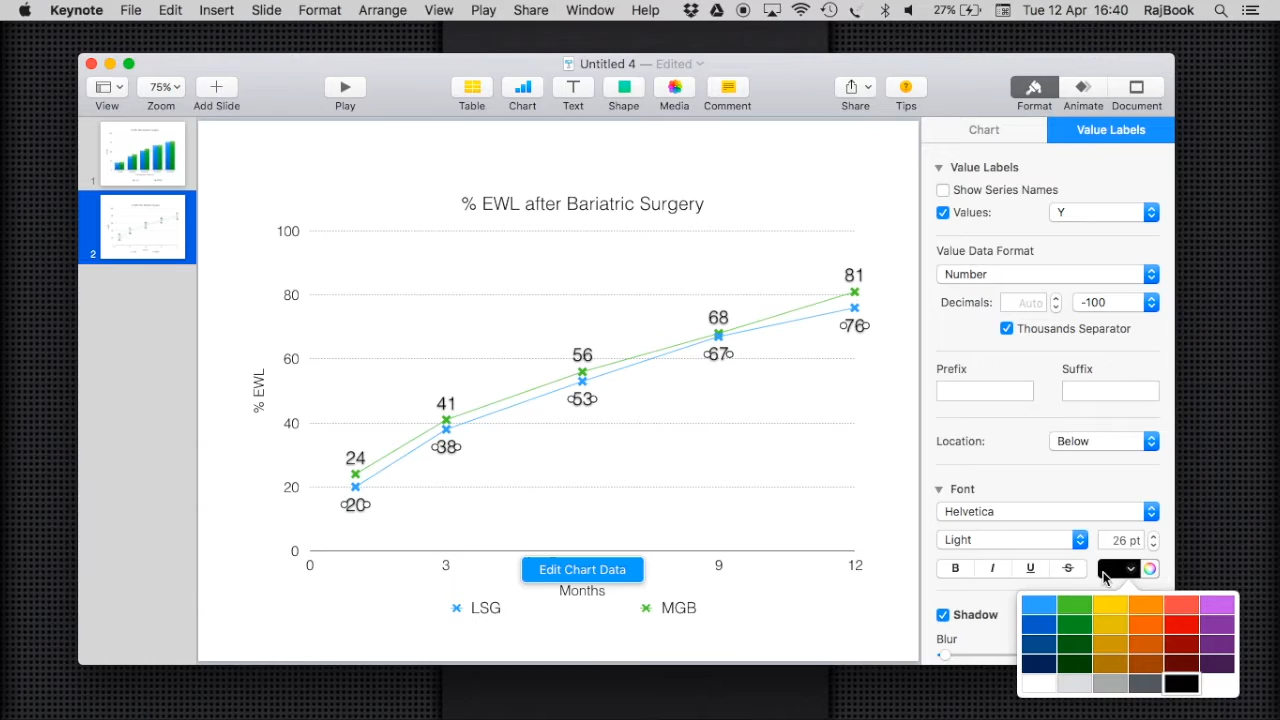 Keynote File Edit Insert Slide Format Arrange View Play Share Window Help 27% Tue 12 Apr 16:40 RajBook
Untitled 4 — Edited
75%
View Zoom Add Slide Play Table Chart Text Shape Media Comment Share Tips Format Animate Document
1
2
% EWL after Bariatric Surgery
100
80
60
40
20
0
% EWL
24
41
56
68
81
20
38
53
67
76
0 3 9 12
Edit Chart Data
Months
LSG MGB
Chart Value Labels
Value Labels
Show Series Names
Values: Y
Value Data Format
Number
Decimals: Auto -100
Thousands Separator
Prefix Suffix
Location: Below
Font
Helvetica
Light 26 pt
B I U S
Shadow
Blur